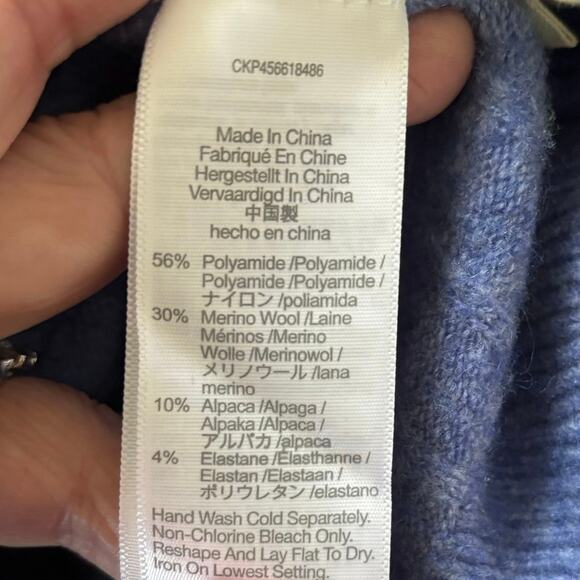 CKP456618486
Made In China
Fabriqué En Chine
Hergestellt In China
Vervaardigd In China
中国製
hecho en china
56% Polyamide /Polyamide /
Polyamide /Polyamide /
ナイロン /poliamida
30% Merino Wool /Laine
Mérinos /Merino
Wolle /Merinowol /
メリノウール /lana
merino
10% Alpaca /Alpaga /
Alpaka /Alpaca /
アルパカ /alpaca
4% Elastane /Élasthanne /
Elastan /Elastaan /
ポリウレタン /elastano
Hand Wash Cold Separately.
Non-Chlorine Bleach Only.
Reshape And Lay Flat To Dry.
Iron On Lowest Setting.